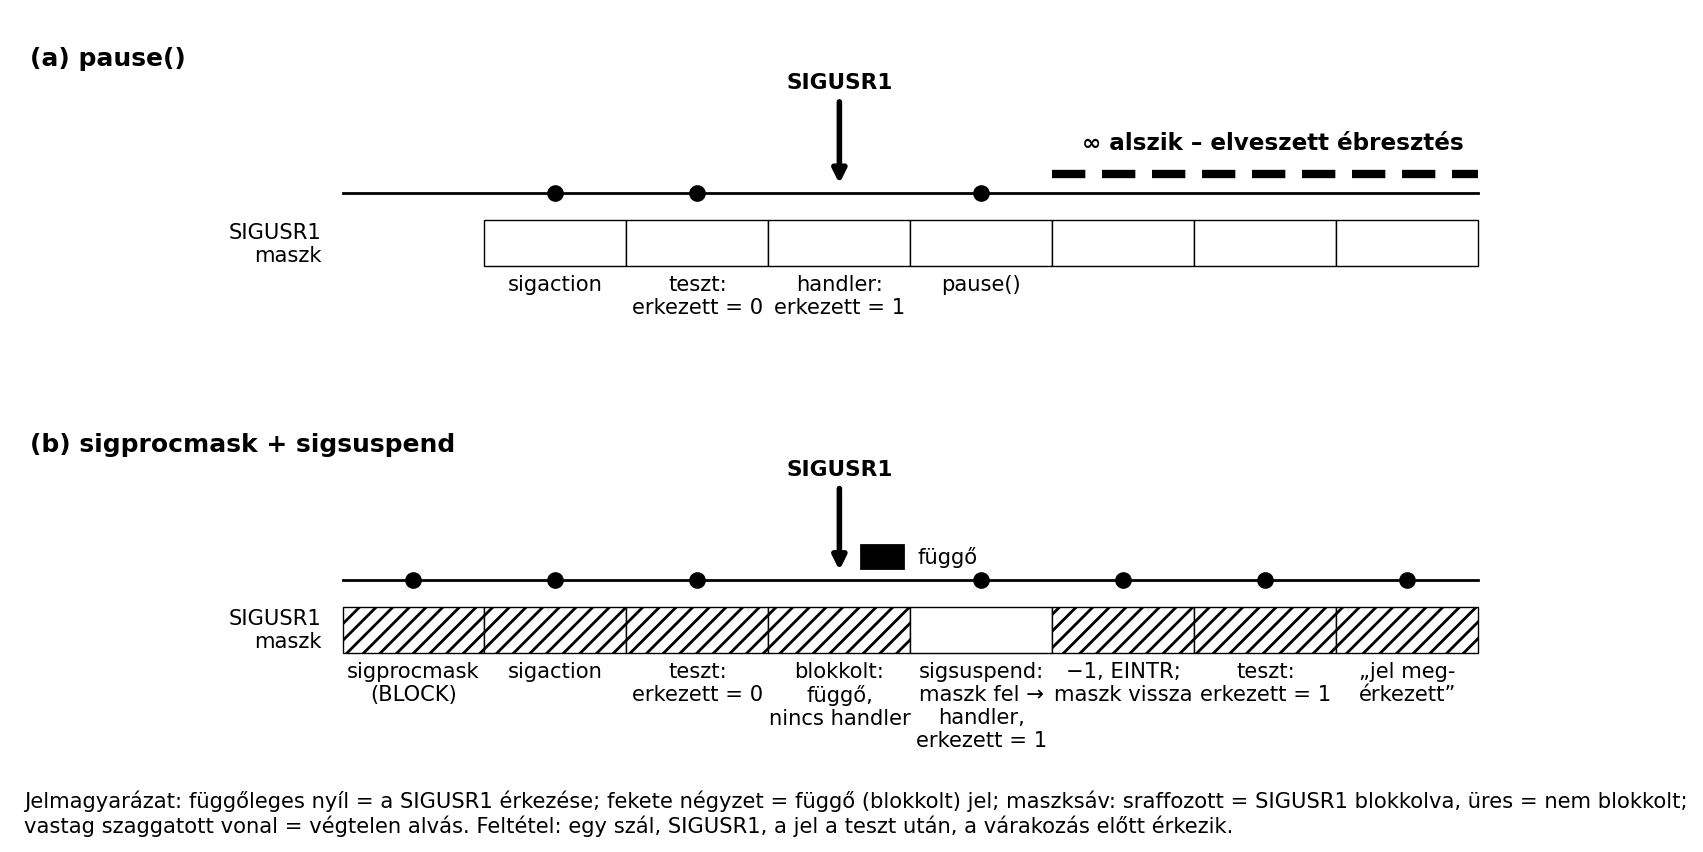 (a) pause()
SIGUSR1
∞ alszik – elveszett ébresztés
SIGUSR1
maszk
sigaction
teszt:
erkezett = 0
handler:
erkezett = 1
pause()
(b) sigprocmask + sigsuspend
SIGUSR1
függő
SIGUSR1
maszk
sigprocmask
(BLOCK)
sigaction
teszt:
erkezett = 0
blokkolt:
függő,
nincs handler
sigsuspend:
maszk fel →
handler,
erkezett = 1
−1, EINTR;
maszk vissza
teszt:
erkezett = 1
„jel meg-
érkezett”
Jelmagyarázat: függőleges nyíl = a SIGUSR1 érkezése; fekete négyzet = függő (blokkolt) jel; maszksáv: sraffozott = SIGUSR1 blokkolva, üres = nem blokkolt;
vastag szaggatott vonal = végtelen alvás. Feltétel: egy szál, SIGUSR1, a jel a teszt után, a várakozás előtt érkezik.